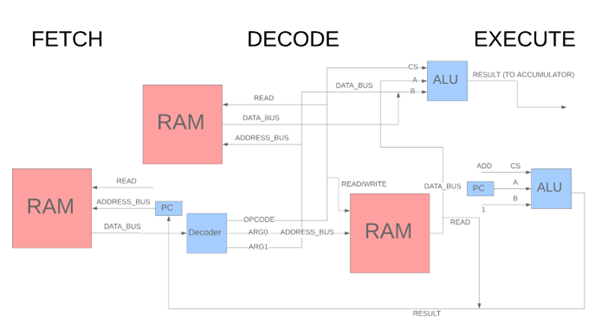 FETCH
DECODE
EXECUTE
CS
A
B
ALU
RESULT (TO ACCUMULATOR)
DATA_BUS
READ
RAM
DATA_BUS
ADDRESS_BUS
READ
RAM
ADDRESS_BUS
PC
DATA_BUS
Decoder
OPCODE
ARG0
ADDRESS_BUS
ARG1
READ/WRITE
RAM
DATA_BUS
READ
ADD
CS
PC
A
B
1
ALU
RESULT